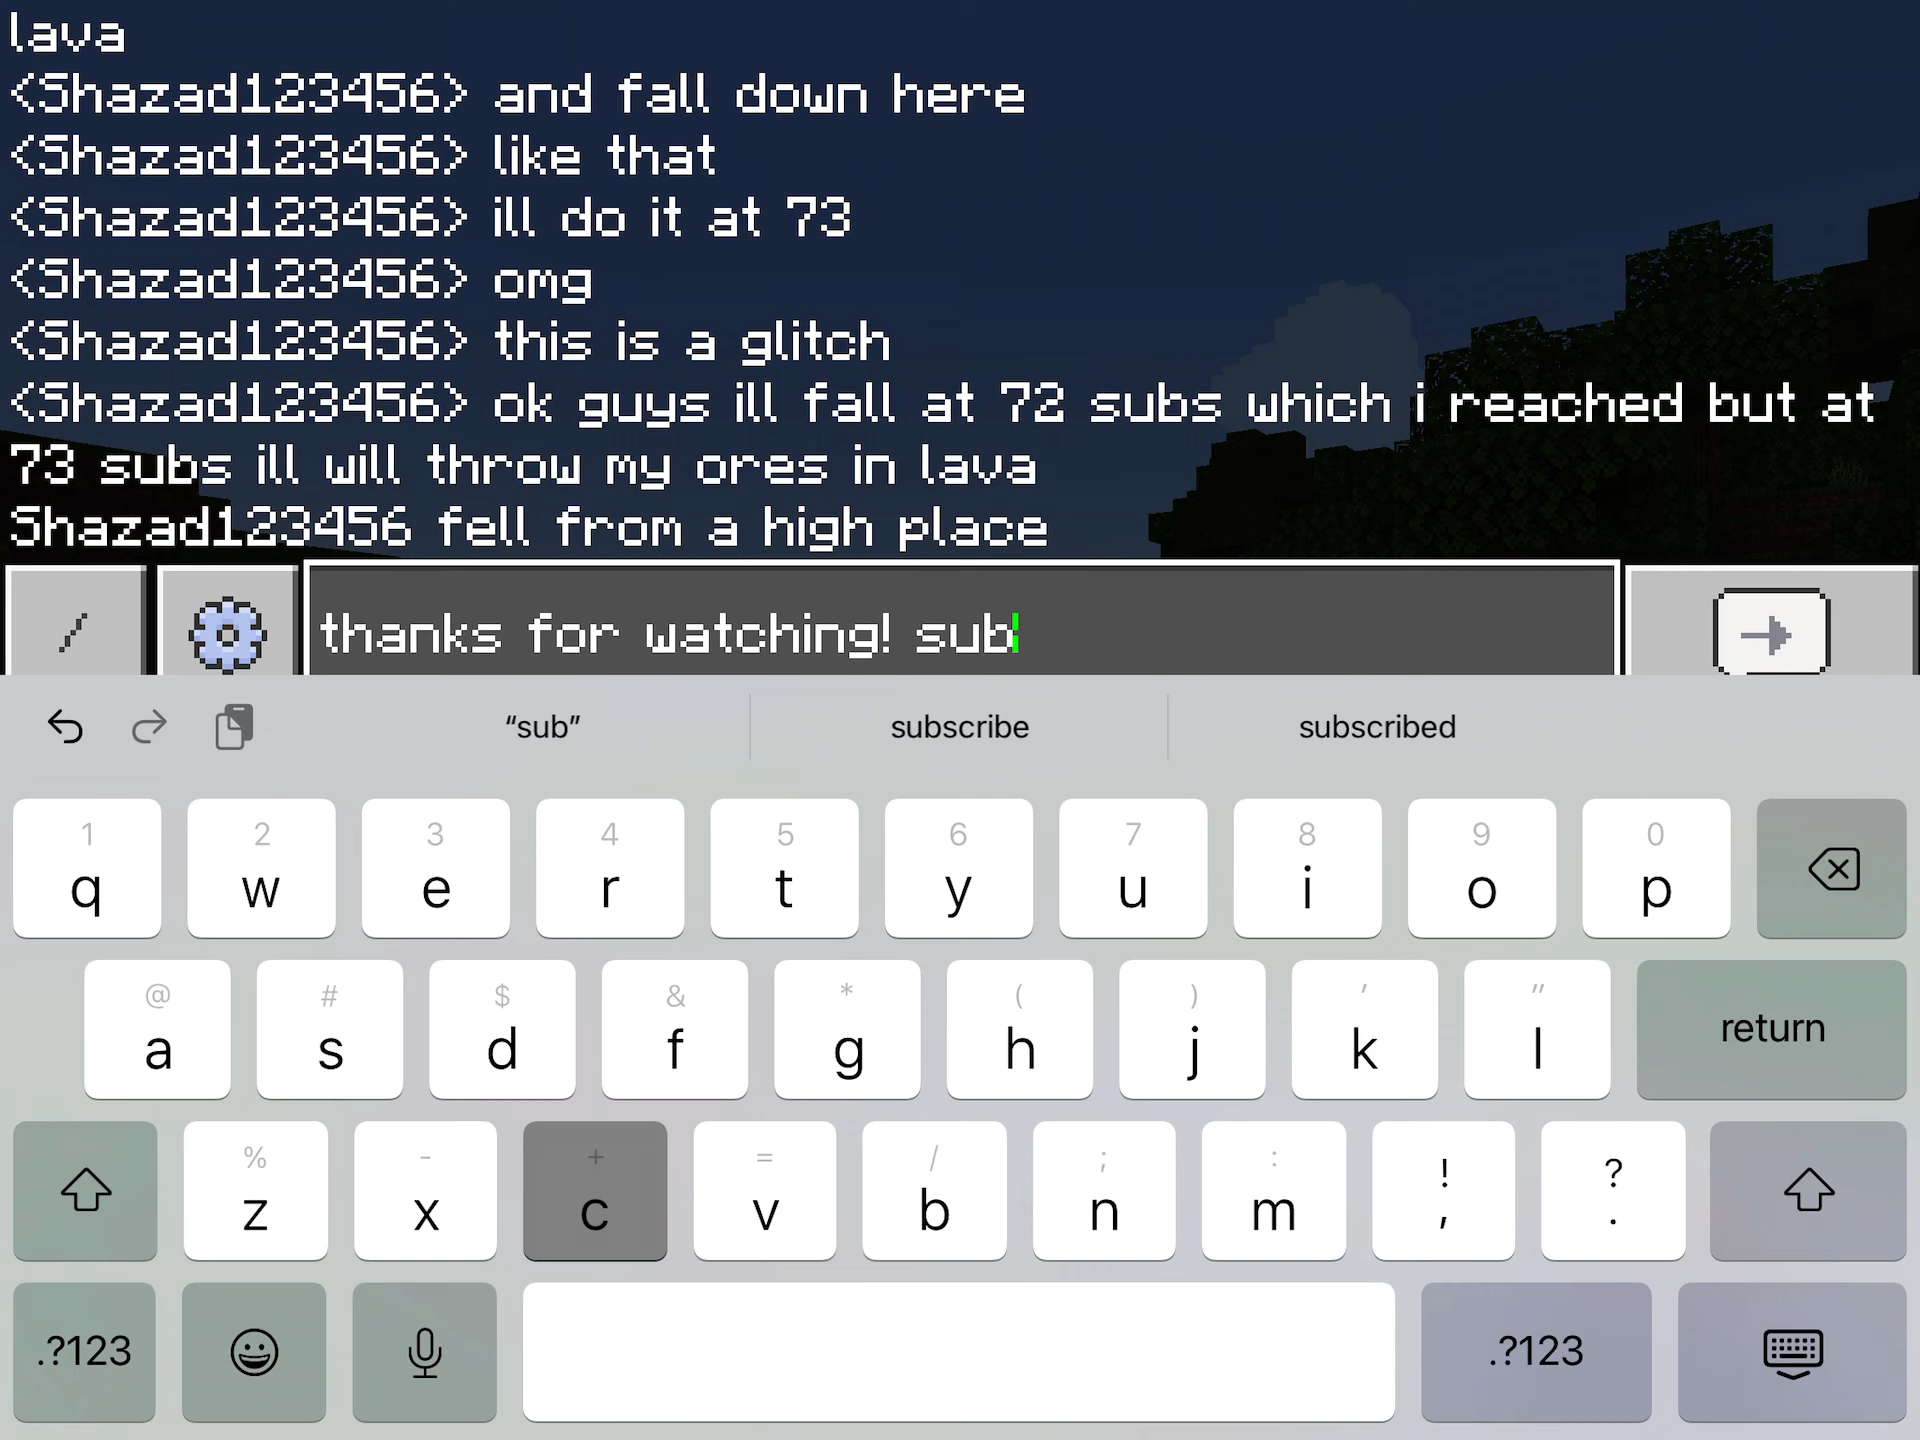 lava
<Shazad123456> and fall down here
<Shazad123456> like that
<Shazad123456> ill do it at 73
<Shazad123456> omg
<Shazad123456> this is a glitch
<Shazad123456> ok guys ill fall at 72 subs which i reached but at
73 subs ill will throw my ores in lava
Shazad123456 fell from a high place
/ thanks for watching! sub
“sub” subscribe subscribed
1 2 3 4 5 6 7 8 9 0
q w e r t y u i o p
@ # $ & * ( ) ' "
a s d f g h j k l return
% - + = / ; : ! ?
z x c v b n m , .
.?123 .?123